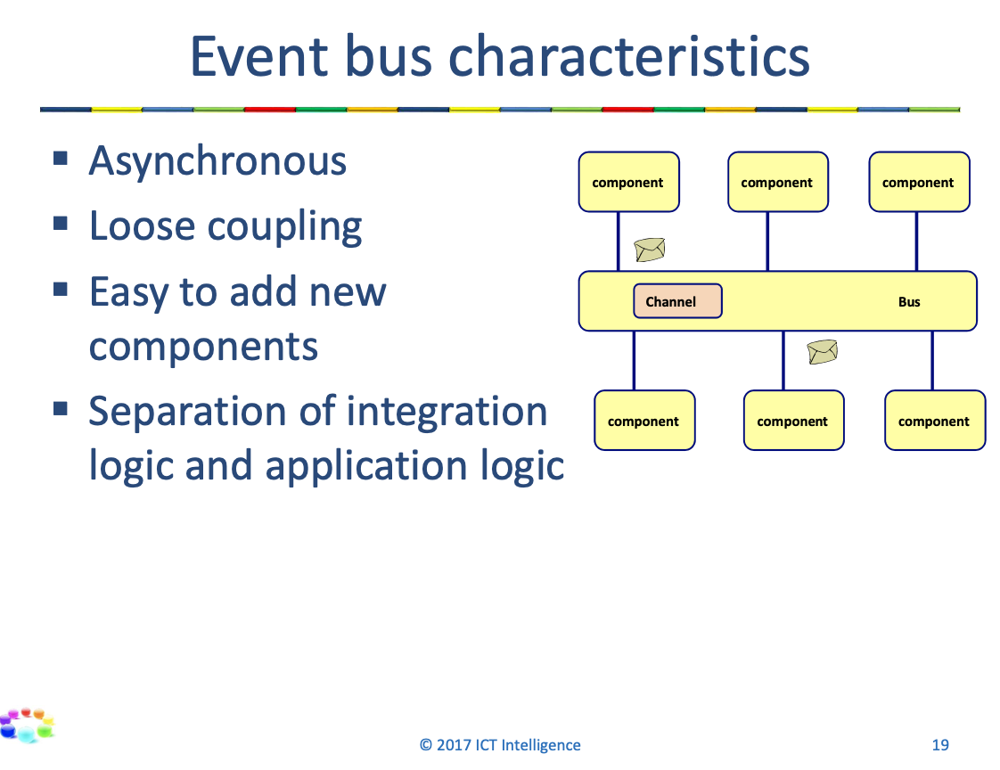 Event bus characteristics
Asynchronous
Loose coupling
Easy to add new
components
Separation of integration
logic and application logic
component
component
component
Channel
Bus
component
component
component
© 2017 ICT Intelligence
19